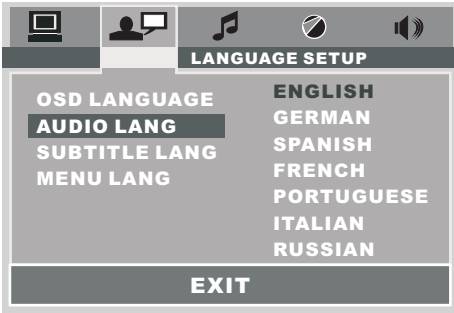 LANGUAGE SETUP
OSD LANGUAGE
AUDIO LANG
SUBTITLE LANG
MENU LANG
ENGLISH
GERMAN
SPANISH
FRENCH
PORTUGUESE
ITALIAN
RUSSIAN
EXIT